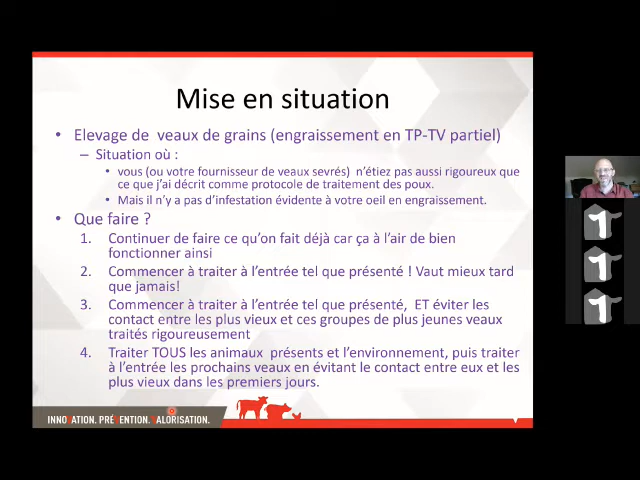 Mise en situation
• Elevage de veaux de grains (engraissement en TP-TV partiel)
– Situation où :
• vous (ou votre fournisseur de veaux sevrés) n'étiez pas aussi rigoureux que
ce que j'ai décrit comme protocole de traitement des poux.
• Mais il n'y a pas d'infestation évidente à votre oeil en engraissement.
• Que faire ?
1. Continuer de faire ce qu'on fait déjà car ça à l'air de bien
fonctionner ainsi
2. Commencer à traiter à l'entrée tel que présenté ! Vaut mieux tard
que jamais!
3. Commencer à traiter à l'entrée tel que présenté, ET éviter les
contact entre les plus vieux et ces groupes de plus jeunes veaux
traités rigoureusement
4. Traiter TOUS les animaux présents et l'environnement, puis traiter
à l'entrée les prochains veaux en évitant le contact entre eux et les
plus vieux dans les premiers jours.
INNOVATION. PRÉVENTION. VALORISATION.